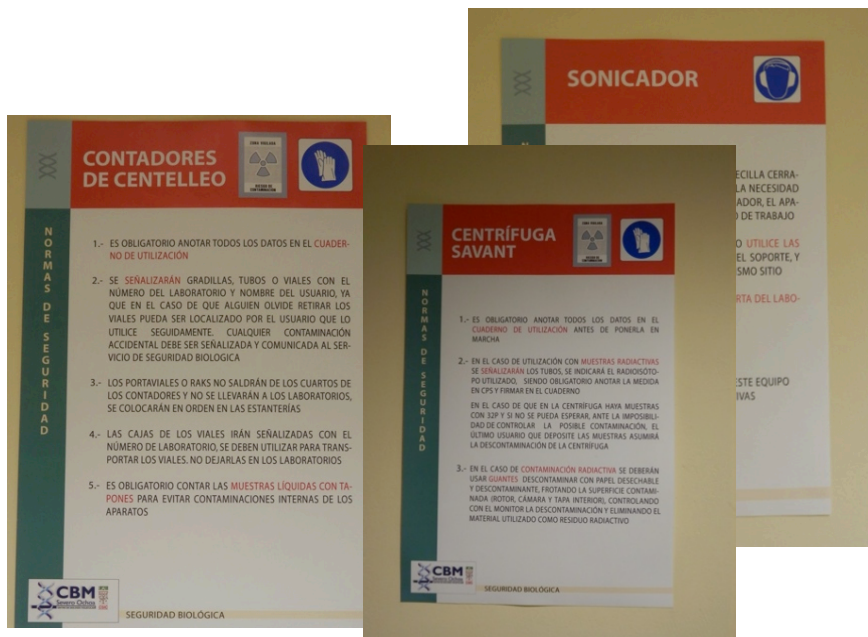 CONTADORES
DE CENTELLEO
ZONA VIGILADA
RIESGO DE
CONTAMINACIÓN
NORMAS DE SEGURIDAD
1.- ES OBLIGATORIO ANOTAR TODOS LOS DATOS EN EL CUADER-
NO DE UTILIZACIÓN
2.- SE SEÑALIZARÁN GRADILLAS, TUBOS O VIALES CON EL
NÚMERO DEL LABORATORIO Y NOMBRE DEL USUARIO, YA
QUE EN EL CASO DE QUE ALGUIEN OLVIDE RETIRAR LOS
VIALES PUEDA SER LOCALIZADO POR EL USUARIO QUE LO
UTILICE SEGUIDAMENTE. CUALQUIER CONTAMINACIÓN
ACCIDENTAL DEBE SER SEÑALIZADA Y COMUNICADA AL SER-
VICIO DE SEGURIDAD BIOLOGICA
3.- LOS PORTAVIALES O RAKS NO SALDRÁN DE LOS CUARTOS DE
LOS CONTADORES Y NO SE LLEVARÁN A LOS LABORATORIOS,
SE COLOCARÁN EN ORDEN EN LAS ESTANTERÍAS
4.- LAS CAJAS DE LOS VIALES IRÁN SEÑALIZADAS CON EL
NÚMERO DE LABORATORIO, SE DEBEN UTILIZAR PARA TRANS-
PORTAR LOS VIALES. NO DEJARLAS EN LOS LABORATORIOS
5.- ES OBLIGATORIO CONTAR LAS MUESTRAS LÍQUIDAS CON TA-
PONES PARA EVITAR CONTAMINACIONES INTERNAS DE LOS
APARATOS
CBM
Severo Ochoa
SEGURIDAD BIOLÓGICA
CENTRÍFUGA
SAVANT
NORMAS DE SEGURIDAD
1.- ES OBLIGATORIO ANOTAR TODOS LOS DATOS EN EL
CUADERNO DE UTILIZACIÓN ANTES DE PONERLA EN
MARCHA
2.- EN EL CASO DE UTILIZACIÓN CON MUESTRAS RADIACTIVAS
SE SEÑALIZARÁN LOS TUBOS, SE INDICARÁ EL RADIOISÓTO-
PO UTILIZADO, SIENDO OBLIGATORIO ANOTAR LA MEDIDA
EN CPS Y FIRMAR EN EL CUADERNO
EN EL CASO DE QUE EN LA CENTRÍFUGA HAYA MUESTRAS
CON 32P Y SI NO SE PUEDA ESPERAR, ANTE LA IMPOSIBILI-
DAD DE CONTROLAR LA POSIBLE CONTAMINACIÓN, EL
ÚLTIMO USUARIO QUE DEPOSITE LAS MUESTRAS ASUMIRÁ
LA DESCONTAMINACIÓN DE LA CENTRÍFUGA
3.- EN EL CASO DE CONTAMINACIÓN RADIACTIVA SE DEBERÁN
USAR GUANTES DESCONTAMINAR CON PAPEL DESECHABLE
Y DESCONTAMINANTE, FROTANDO LA SUPERFICIE CONTAMI-
NADA (ROTOR, CÁMARA Y TAPA INTERIOR), CONTROLANDO
CON EL MONITOR LA DESCONTAMINACIÓN Y ELIMINANDO EL
MATERIAL UTILIZADO COMO RESIDUO RADIACTIVO
CBM
Severo Ochoa
SEGURIDAD BIOLÓGICA
SONICADOR
ECILLA CERRA-
LA NECESIDAD
ADOR, EL APA-
O DE TRABAJO
O UTILICE LAS
EL SOPORTE, Y
ISMO SITIO
RTA DEL LABO-
ESTE EQUIPO
IVAS